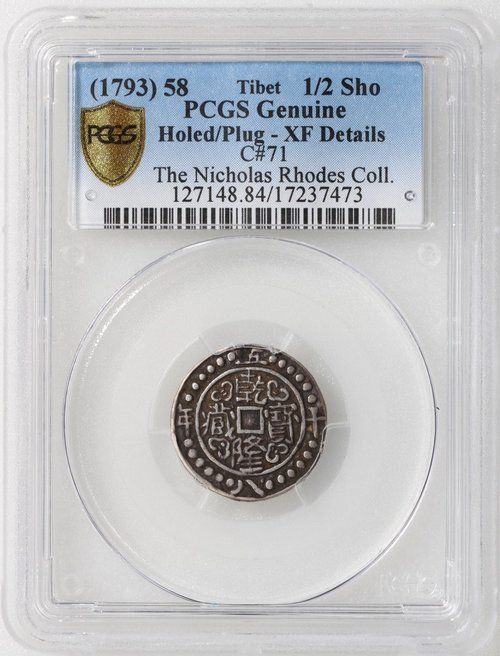 (1793) 58 Tibet 1/2 Sho
PCGS Genuine
PCGS
Holed/Plug - XF Details
C#71
The Nicholas Rhodes Coll.
127148.84/17237473
五十八年
乾隆寶藏